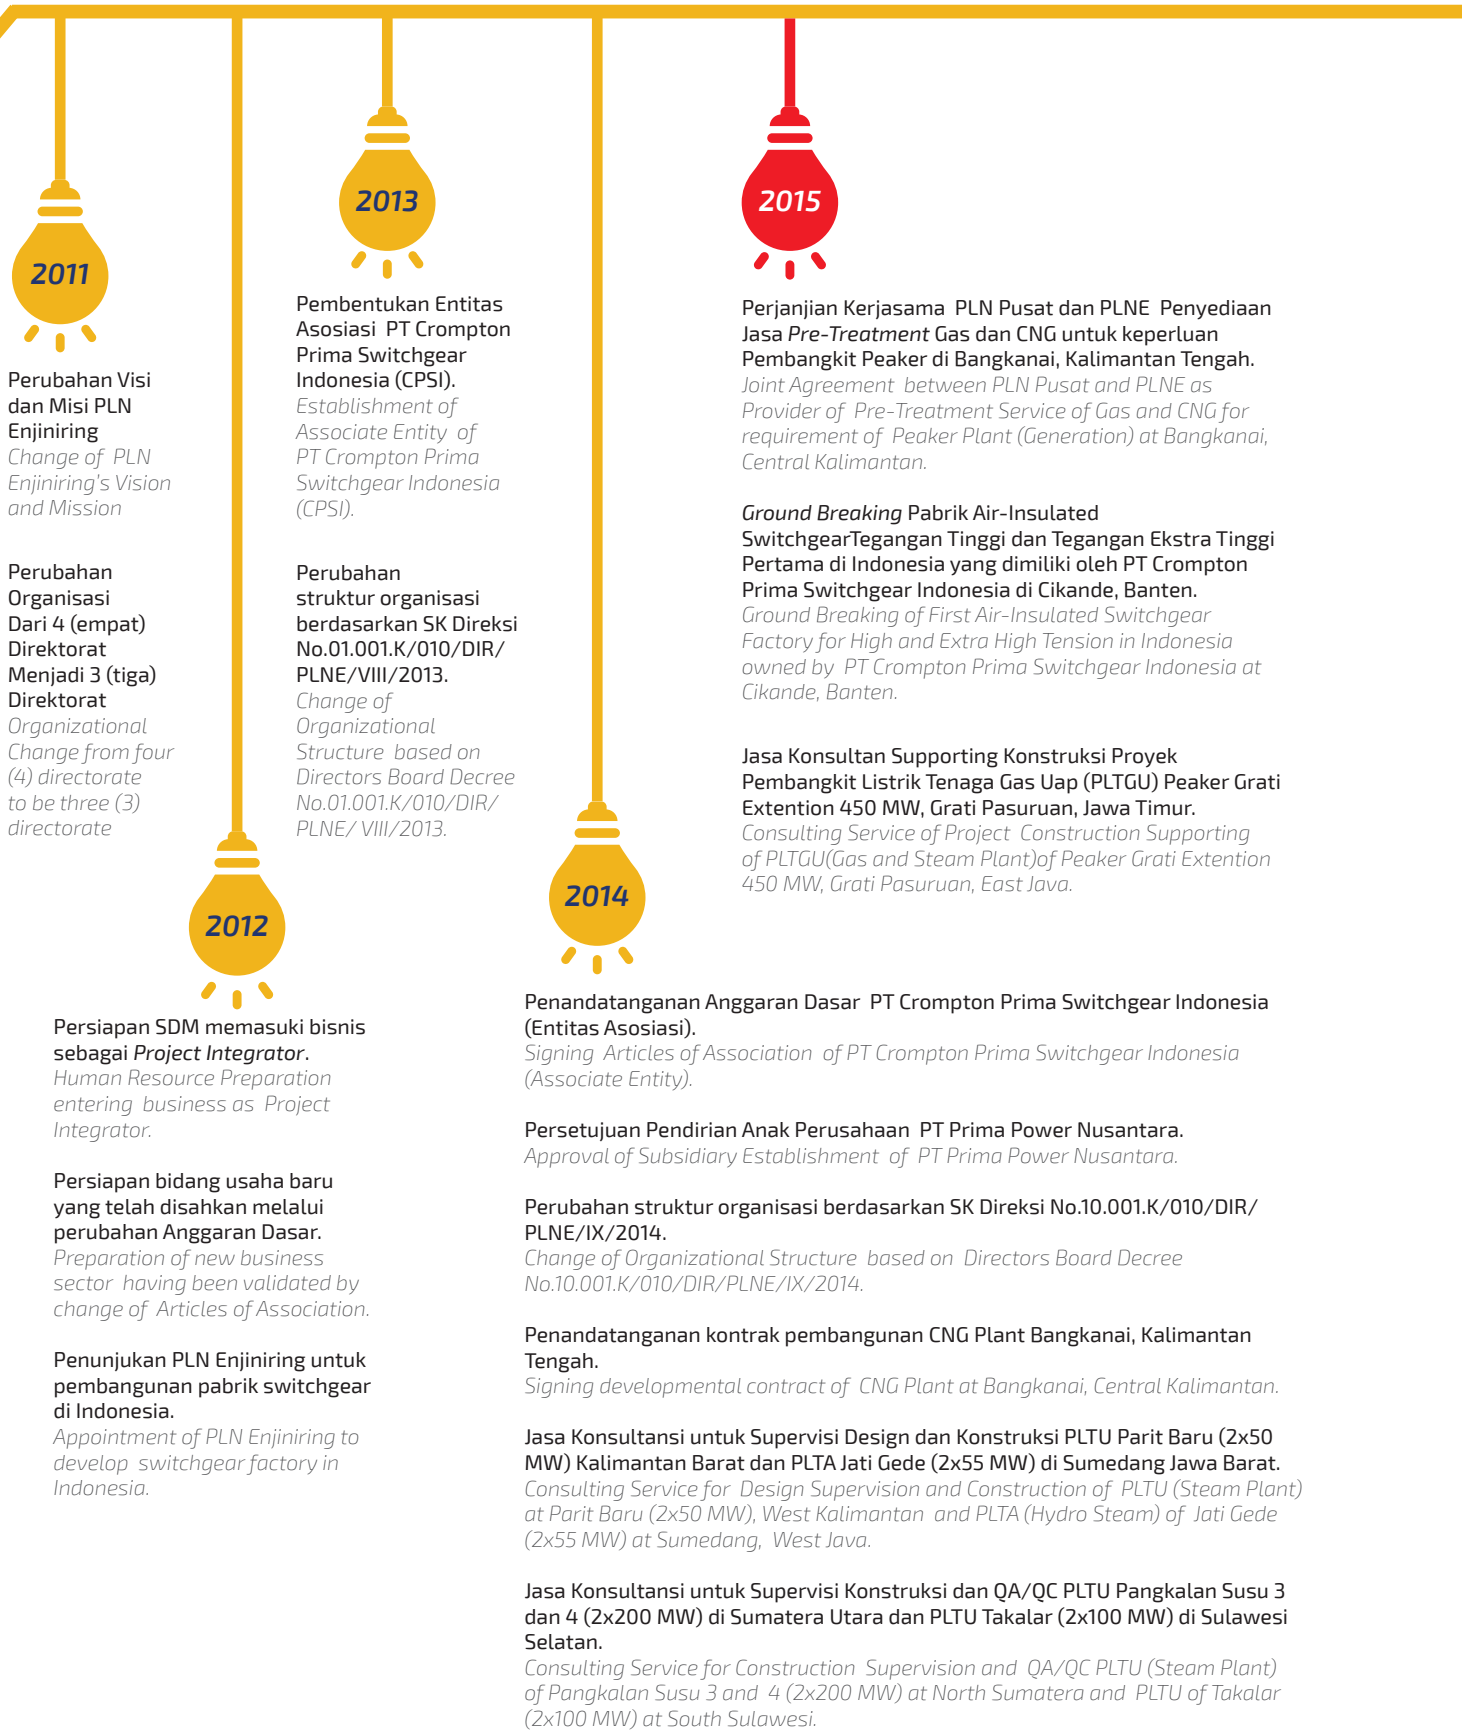 2011
Perubahan Visi
dan Misi PLN
Enjiniring
Change of PLN
Enjiniring's Vision
and Mission
Perubahan
Organisasi
Dari 4 (empat)
Direktorat
Menjadi 3 (tiga)
Direktorat
Organizational
Change from four
(4) directorate
to be three (3)
directorate
2012
Persiapan SDM memasuki bisnis
sebagai Project Integrator.
Human Resource Preparation
entering business as Project
Integrator.
Persiapan bidang usaha baru
yang telah disahkan melalui
perubahan Anggaran Dasar.
Preparation of new business
sector having been validated by
change of Articles of Association.
Penunjukan PLN Enjiniring untuk
pembangunan pabrik switchgear
di Indonesia.
Appointment of PLN Enjiniring to
develop switchgear factory in
Indonesia.
2013
Pembentukan Entitas
Asosiasi PT Crompton
Prima Switchgear
Indonesia (CPSI).
Establishment of
Associate Entity of
PT Crompton Prima
Switchgear Indonesia
(CPSI).
Perubahan
struktur organisasi
berdasarkan SK Direksi
No.01.001.K/010/DIR/
PLNE/VIII/2013.
Change of
Organizational
Structure based on
Directors Board Decree
No.01.001.K/010/DIR/
PLNE/ VIII/2013.
2014
Penandatanganan Anggaran Dasar PT Crompton Prima Switchgear Indonesia
(Entitas Asosiasi).
Signing Articles of Association of PT Crompton Prima Switchgear Indonesia
(Associate Entity).
Persetujuan Pendirian Anak Perusahaan PT Prima Power Nusantara.
Approval of Subsidiary Establishment of PT Prima Power Nusantara.
Perubahan struktur organisasi berdasarkan SK Direksi No.10.001.K/010/DIR/
PLNE/IX/2014.
Change of Organizational Structure based on Directors Board Decree
No.10.001.K/010/DIR/PLNE/IX/2014.
Penandatanganan kontrak pembangunan CNG Plant Bangkanai, Kalimantan
Tengah.
Signing developmental contract of CNG Plant at Bangkanai, Central Kalimantan.
Jasa Konsultansi untuk Supervisi Design dan Konstruksi PLTU Parit Baru (2x50
MW) Kalimantan Barat dan PLTA Jati Gede (2x55 MW) di Sumedang Jawa Barat.
Consulting Service for Design Supervision and Construction of PLTU (Steam Plant)
at Parit Baru (2x50 MW), West Kalimantan and PLTA (Hydro Steam) of Jati Gede
(2x55 MW) at Sumedang, West Java.
Jasa Konsultansi untuk Supervisi Konstruksi dan QA/QC PLTU Pangkalan Susu 3
dan 4 (2x200 MW) di Sumatera Utara dan PLTU Takalar (2x100 MW) di Sulawesi
Selatan.
Consulting Service for Construction Supervision and QA/QC PLTU (Steam Plant)
of Pangkalan Susu 3 and 4 (2x200 MW) at North Sumatera and PLTU of Takalar
(2x100 MW) at South Sulawesi.
2015
Perjanjian Kerjasama PLN Pusat dan PLNE Penyediaan
Jasa Pre-Treatment Gas dan CNG untuk keperluan
Pembangkit Peaker di Bangkanai, Kalimantan Tengah.
Joint Agreement between PLN Pusat and PLNE as
Provider of Pre-Treatment Service of Gas and CNG for
requirement of Peaker Plant (Generation) at Bangkanai,
Central Kalimantan.
Ground Breaking Pabrik Air-Insulated
SwitchgearTegangan Tinggi dan Tegangan Ekstra Tinggi
Pertama di Indonesia yang dimiliki oleh PT Crompton
Prima Switchgear Indonesia di Cikande, Banten.
Ground Breaking of First Air-Insulated Switchgear
Factory for High and Extra High Tension in Indonesia
owned by PT Crompton Prima Switchgear Indonesia at
Cikande, Banten.
Jasa Konsultan Supporting Konstruksi Proyek
Pembangkit Listrik Tenaga Gas Uap (PLTGU) Peaker Grati
Extention 450 MW, Grati Pasuruan, Jawa Timur.
Consulting Service of Project Construction Supporting
of PLTGU(Gas and Steam Plant)of Peaker Grati Extention
450 MW, Grati Pasuruan, East Java.